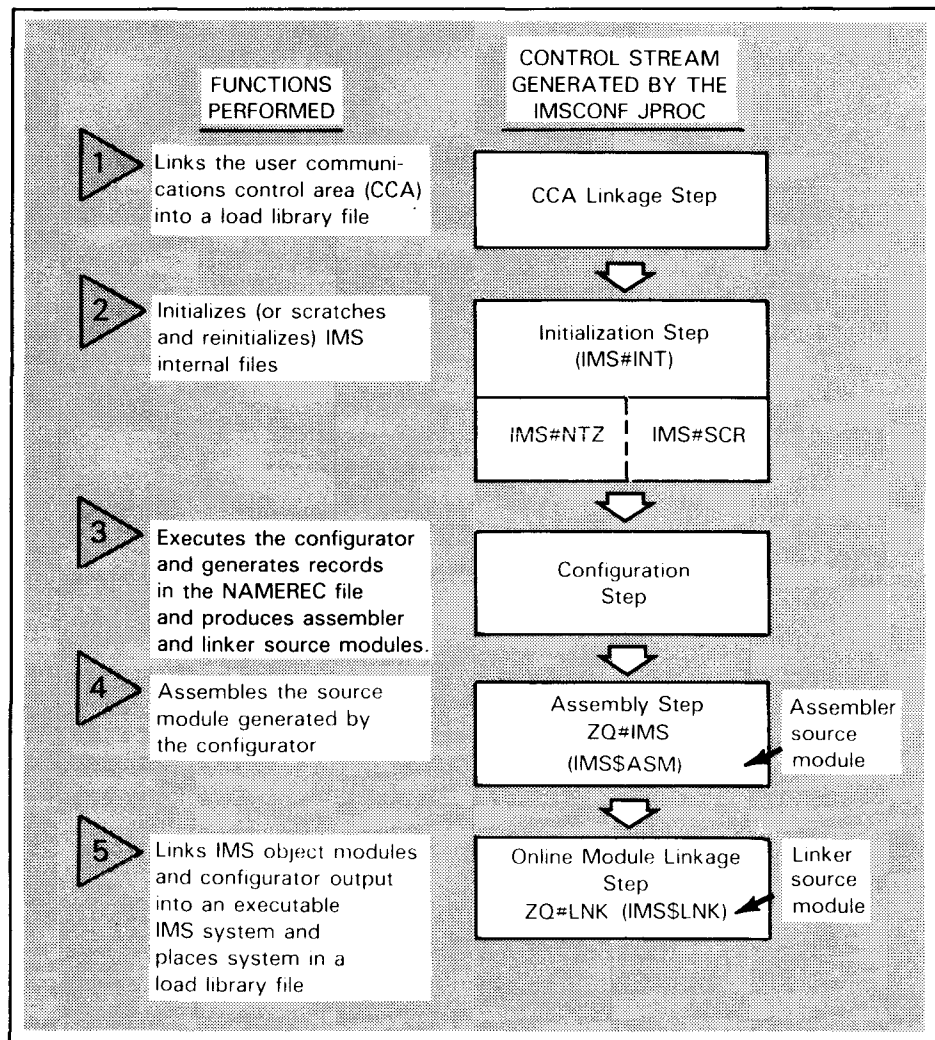 FUNCTIONS
PERFORMED
CONTROL STREAM
GENERATED BY THE
IMSCONF JPROC
1
Links the user communi-
cations control area (CCA)
into a load library file
CCA Linkage Step
2
Initializes (or scratches
and reinitializes) IMS
internal files
Initialization Step
(IMS#INT)
IMS#NTZ
IMS#SCR
3
Executes the configurator
and generates records
in the NAMEREC file
and produces assembler
and linker source modules.
Configuration
Step
4
Assembles the source
module generated by
the configurator
Assembly Step
ZQ#IMS
(IMS$ASM)
Assembler
source
module
5
Links IMS object modules
and configurator output
into an executable
IMS system and
places system in a
load library file
Online Module Linkage
Step
ZQ#LNK (IMS$LNK)
Linker
source
module